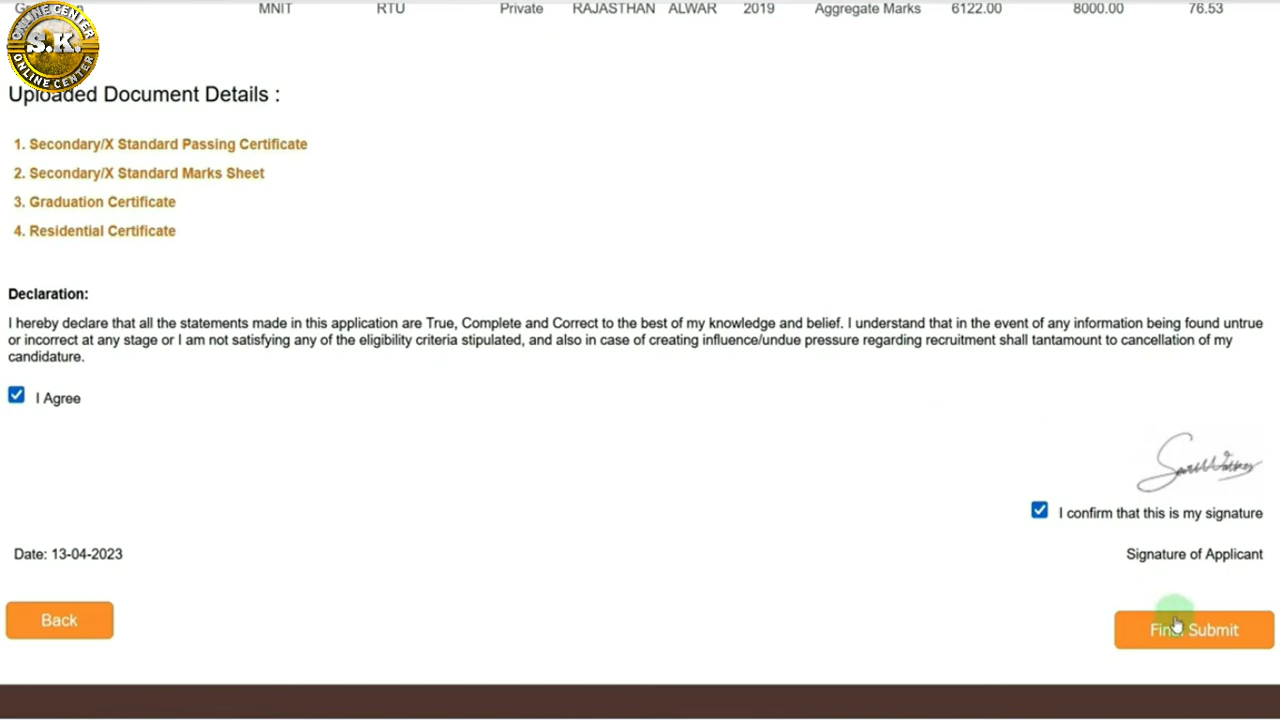 MNIT RTU Private RAJASTHAN ALWAR 2019 Aggregate Marks 6122.00 8000.00 76.53
ONLINE CENTER
S.K.
ONLINE CENTER
Uploaded Document Details :
1. Secondary/X Standard Passing Certificate
2. Secondary/X Standard Marks Sheet
3. Graduation Certificate
4. Residential Certificate
Declaration:
I hereby declare that all the statements made in this application are True, Complete and Correct to the best of my knowledge and belief. I understand that in the event of any information being found untrue
or incorrect at any stage or I am not satisfying any of the eligibility criteria stipulated, and also in case of creating influence/undue pressure regarding recruitment shall tantamount to cancellation of my
candidature.
I Agree
I confirm that this is my signature
Date: 13-04-2023 Signature of Applicant
Back
Final Submit